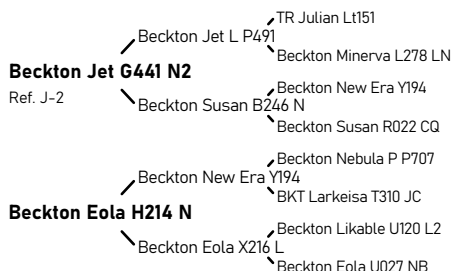 TR Julian Lt151
Beckton Jet L P491
Beckton Minerva L278 LN
Beckton Jet G441 N2
Ref. J-2
Beckton New Era Y194
Beckton Susan B246 N
Beckton Susan R022 CQ
Beckton Nebula P P707
Beckton New Era Y194
BKT Larkeisa T310 JC
Beckton Eola H214 N
Beckton Likable U120 L2
Beckton Eola X216 L
Beckton Eola U027 NB